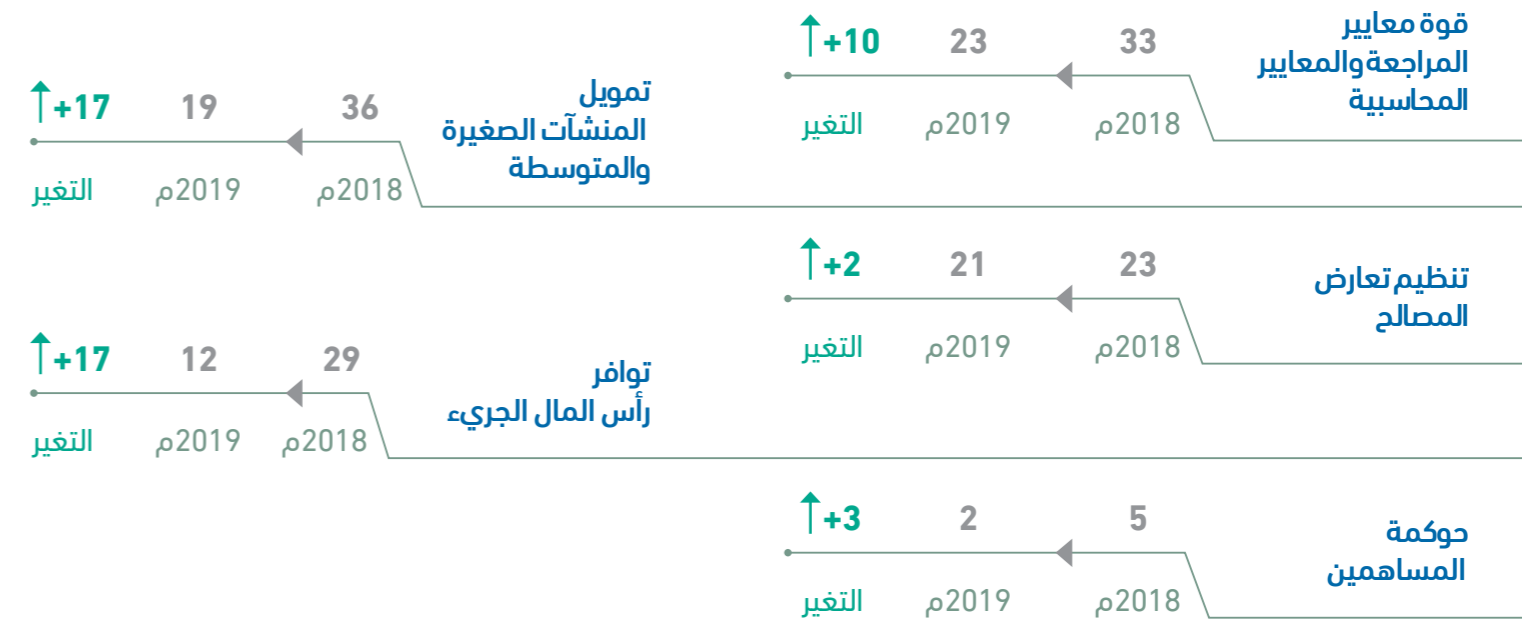 قوة معايير
المراجعة والمعايير
المحاسبية
33 23 +10
2018م 2019م التغير
تنظيم تعارض
المصالح
23 21 +2
2018م 2019م التغير
حوكمة
المساهمين
5 2 +3
2018م 2019م التغير
تمويل
المنشآت الصغيرة
والمتوسطة
36 19 +17
2018م 2019م التغير
توافر
رأس المال الجريء
29 12 +17
2018م 2019م التغير